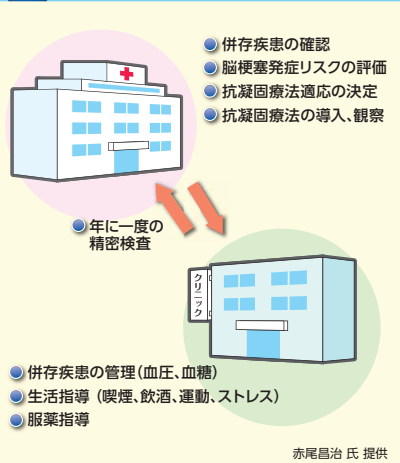 ●併存疾患の確認
●脳梗塞発症リスクの評価
●抗凝固療法適応の決定
●抗凝固療法の導入、観察
●年に一度の
精密検査
クリニック
●併存疾患の管理(血圧、血糖)
●生活指導(喫煙、飲酒、運動、ストレス)
●服薬指導
赤尾昌治 氏 提供